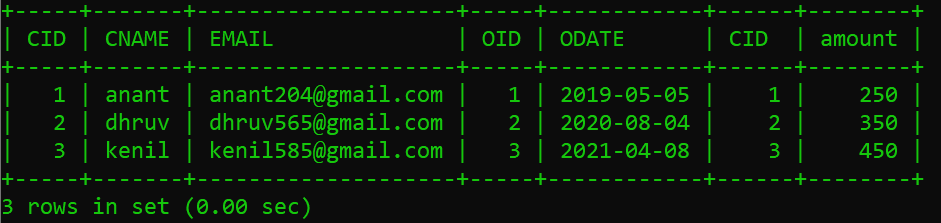 +-----+-------+--------------------+-----+------------+------+--------+
| CID | CNAME | EMAIL              | OID | ODATE      | CID  | amount |
+-----+-------+--------------------+-----+------------+------+--------+
|   1 | anant | anant204@gmail.com |   1 | 2019-05-05 |    1 |    250 |
|   2 | dhruv | dhruv565@gmail.com |   2 | 2020-08-04 |    2 |    350 |
|   3 | kenil | kenil585@gmail.com |   3 | 2021-04-08 |    3 |    450 |
+-----+-------+--------------------+-----+------------+------+--------+
3 rows in set (0.00 sec)